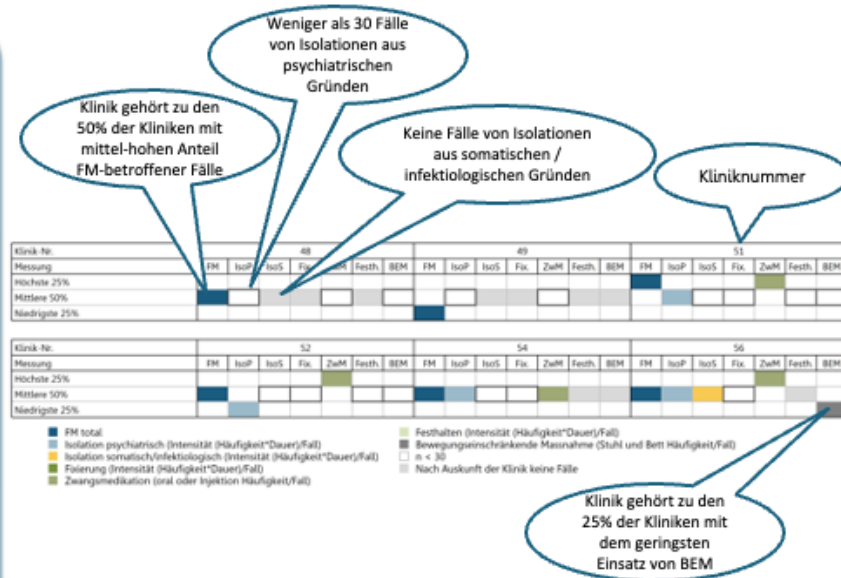 Weniger als 30 Fälle
von Isolationen aus
psychiatrischen
Gründen
Klinik gehört zu den
50% der Kliniken mit
mittel-hohen Anteil
FM-betroffener Fälle
Keine Fälle von Isolationen
aus somatischen /
infektiologischen Gründen
Kliniknummer
Klinik-Nr. 48 49 51
Messung FM IsoP IsoS Fix. ZwM Festh. BEM FM IsoP IsoS Fix. ZwM Festh. BEM FM IsoP IsoS Fix. ZwM Festh. BEM
Höchste 25%
Mittlere 50%
Niedrigste 25%
Klinik-Nr. 52 54 56
Messung FM IsoP IsoS Fix. ZwM Festh. BEM FM IsoP IsoS Fix. ZwM Festh. BEM FM IsoP IsoS Fix. ZwM Festh. BEM
Höchste 25%
Mittlere 50%
Niedrigste 25%
FM total
Isolation psychiatrisch (Intensität (Häufigkeit*Dauer)/Fall)
Isolation somatisch/infektiologisch (Intensität (Häufigkeit*Dauer)/Fall)
Fixierung (Intensität (Häufigkeit*Dauer)/Fall)
Zwangsmedikation (oral oder Injektion Häufigkeit/Fall)
Festhalten (Intensität (Häufigkeit*Dauer)/Fall)
Bewegungseinschränkende Massnahme (Stuhl und Bett Häufigkeit/Fall)
n < 30
Nach Auskunft der Klinik keine Fälle
Klinik gehört zu den
25% der Kliniken mit
dem geringsten
Einsatz von BEM